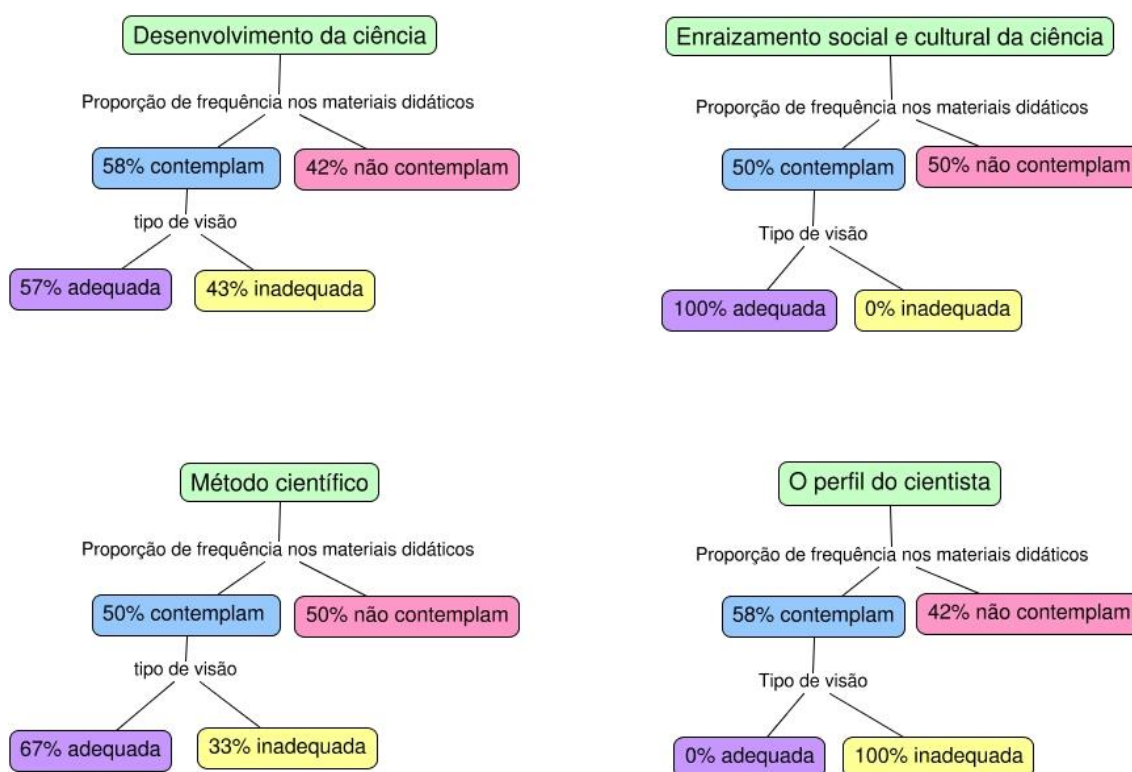 Desenvolvimento da ciência
Proporção de frequência nos materiais didáticos
58% contemplam
42% não contemplam
tipo de visão
57% adequada
43% inadequada
Enraizamento social e cultural da ciência
Proporção de frequência nos materiais didáticos
50% contemplam
50% não contemplam
Tipo de visão
100% adequada
0% inadequada
Método científico
Proporção de frequência nos materiais didáticos
50% contemplam
50% não contemplam
tipo de visão
67% adequada
33% inadequada
O perfil do cientista
Proporção de frequência nos materiais didáticos
58% contemplam
42% não contemplam
Tipo de visão
0% adequada
100% inadequada